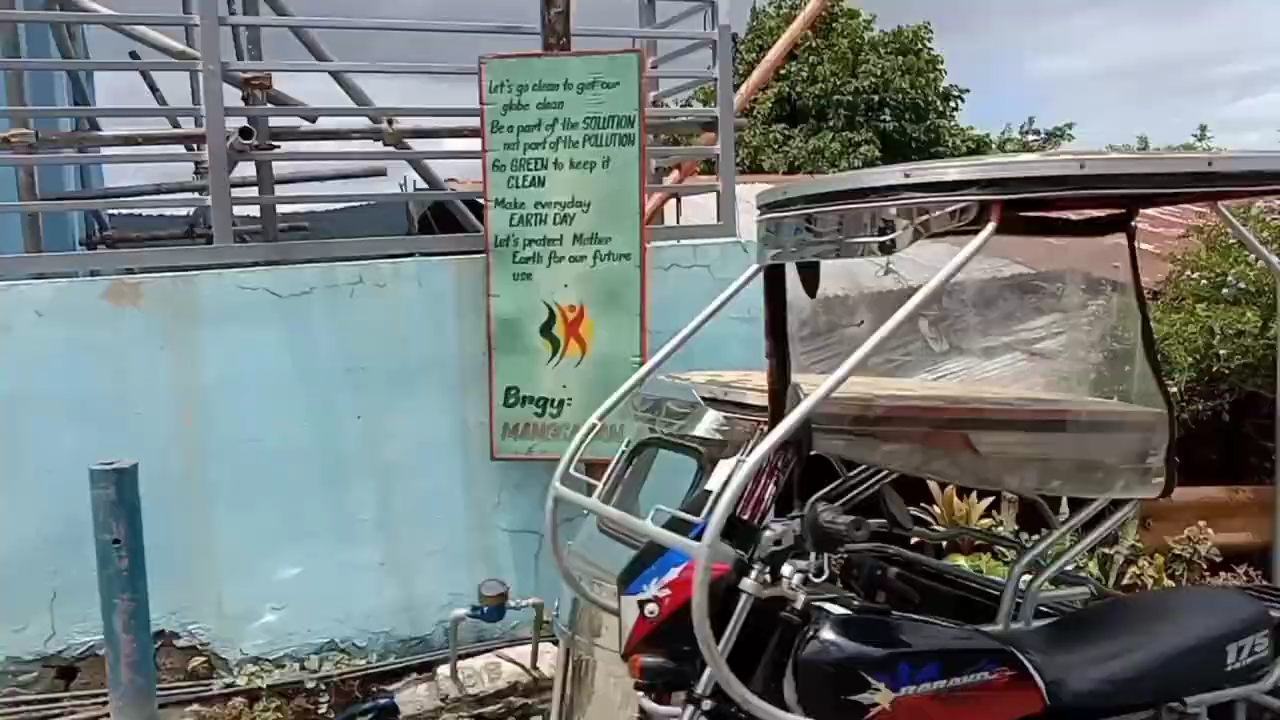 Let's go clean to get our
globe clean
Be a part of the SOLUTION
not part of the POLLUTION
Go GREEN to keep it
CLEAN
Make everyday
EARTH DAY
Let's protect Mother
Earth for our future
use
SK
Brgy:
175
BARAKO